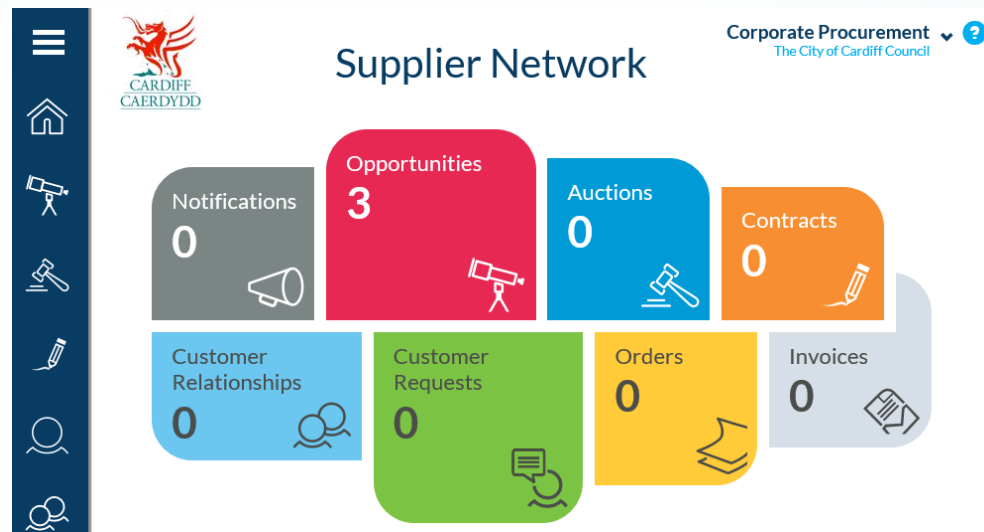 CARDIFF
CAERDYDD
Supplier Network
Corporate Procurement
?
The City of Cardiff Council
Notifications
0
Opportunities
3
Auctions
0
Contracts
0
Customer
Relationships
0
Customer
Requests
0
Orders
0
Invoices
0